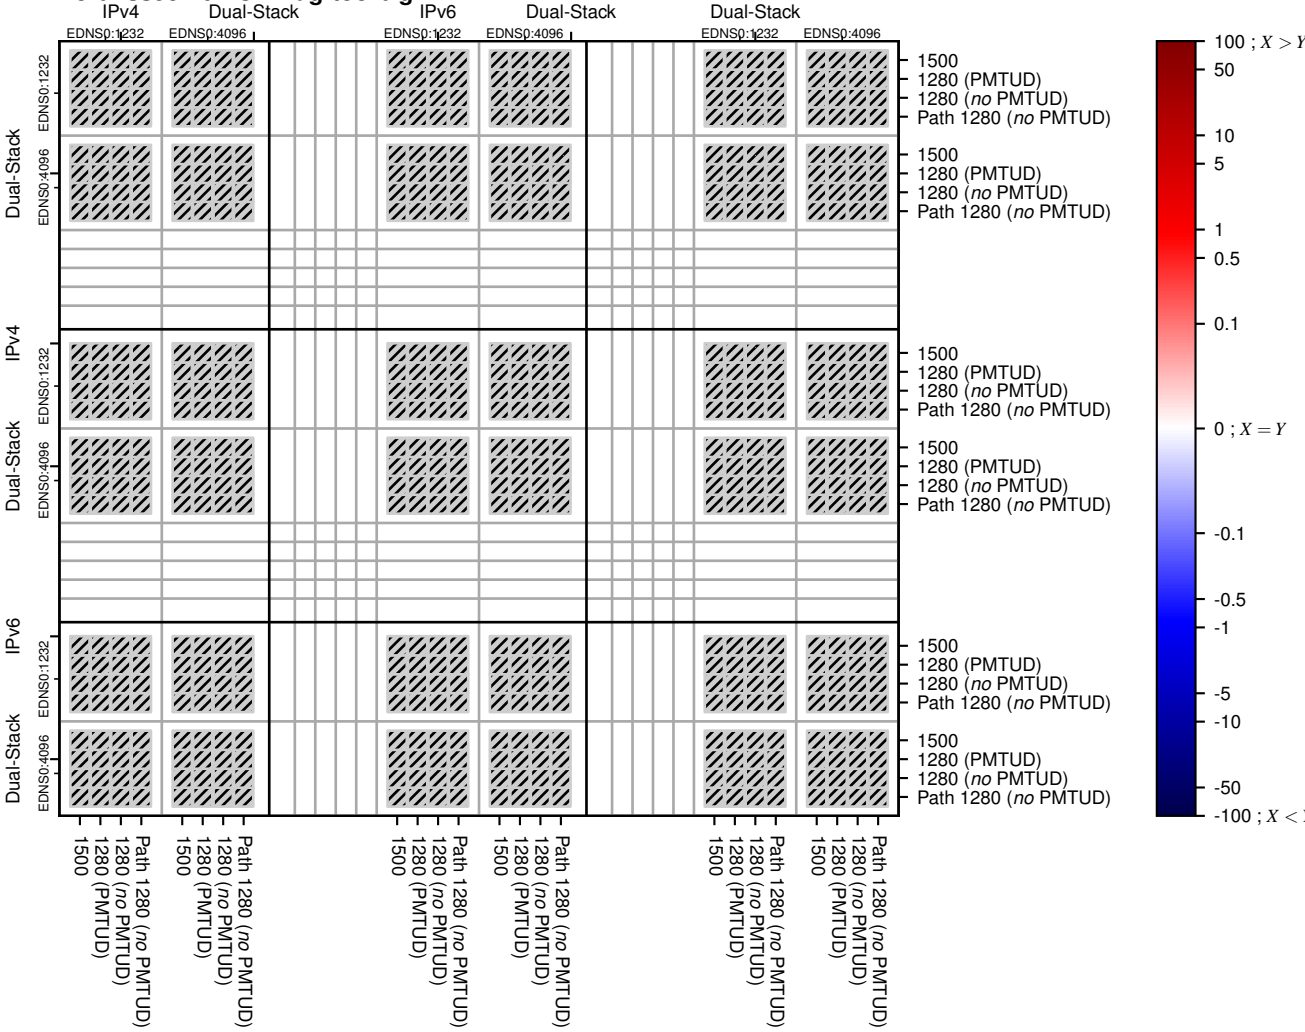 IPv4 Dual-Stack IPv6 Dual-Stack Dual-Stack
EDNS0:1232 EDNS0:4096 EDNS0:1232 EDNS0:4096 EDNS0:1232 EDNS0:4096
Dual-Stack
EDNS0:1232
1500
1280 (PMTUD)
1280 (no PMTUD)
Path 1280 (no PMTUD)
EDNS0:4096
1500
1280 (PMTUD)
1280 (no PMTUD)
Path 1280 (no PMTUD)
IPv4
Dual-Stack
EDNS0:1232
1500
1280 (PMTUD)
1280 (no PMTUD)
Path 1280 (no PMTUD)
EDNS0:4096
1500
1280 (PMTUD)
1280 (no PMTUD)
Path 1280 (no PMTUD)
IPv6
Dual-Stack
EDNS0:1232
1500
1280 (PMTUD)
1280 (no PMTUD)
Path 1280 (no PMTUD)
EDNS0:4096
1500
1280 (PMTUD)
1280 (no PMTUD)
Path 1280 (no PMTUD)
1500
1280 (PMTUD)
1280 (no PMTUD)
Path 1280 (no PMTUD)
1500
1280 (PMTUD)
1280 (no PMTUD)
Path 1280 (no PMTUD)
1500
1280 (PMTUD)
1280 (no PMTUD)
Path 1280 (no PMTUD)
1500
1280 (PMTUD)
1280 (no PMTUD)
Path 1280 (no PMTUD)
1500
1280 (PMTUD)
1280 (no PMTUD)
Path 1280 (no PMTUD)
1500
1280 (PMTUD)
1280 (no PMTUD)
Path 1280 (no PMTUD)
100 ; X > Y
50
10
5
1
0.5
0.1
0 ; X = Y
-0.1
-0.5
-1
-5
-10
-50
-100 ; X <